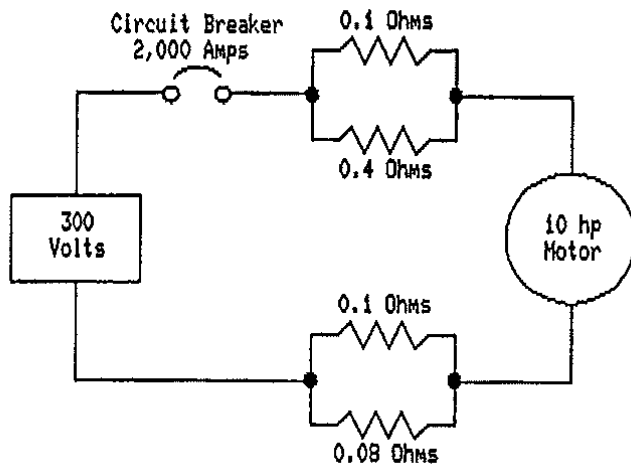 Circuit Breaker
2,000 Amps
0.1 Ohms
0.4 Ohms
300
Volts
10 hp
Motor
0.1 Ohms
0.08 Ohms